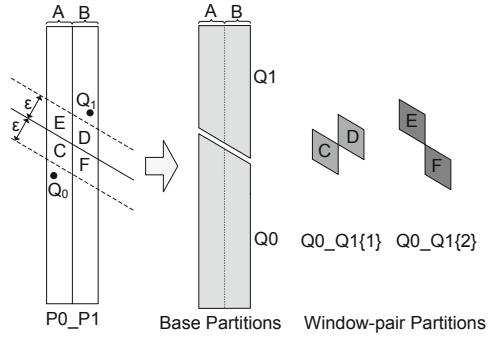 A B
A B
Q1
ε
ε
Q1
E
D
C
F
Q0
E
D
C
F
Q0
Q0_Q1{1} Q0_Q1{2}
P0_P1
Base Partitions
Window-pair Partitions